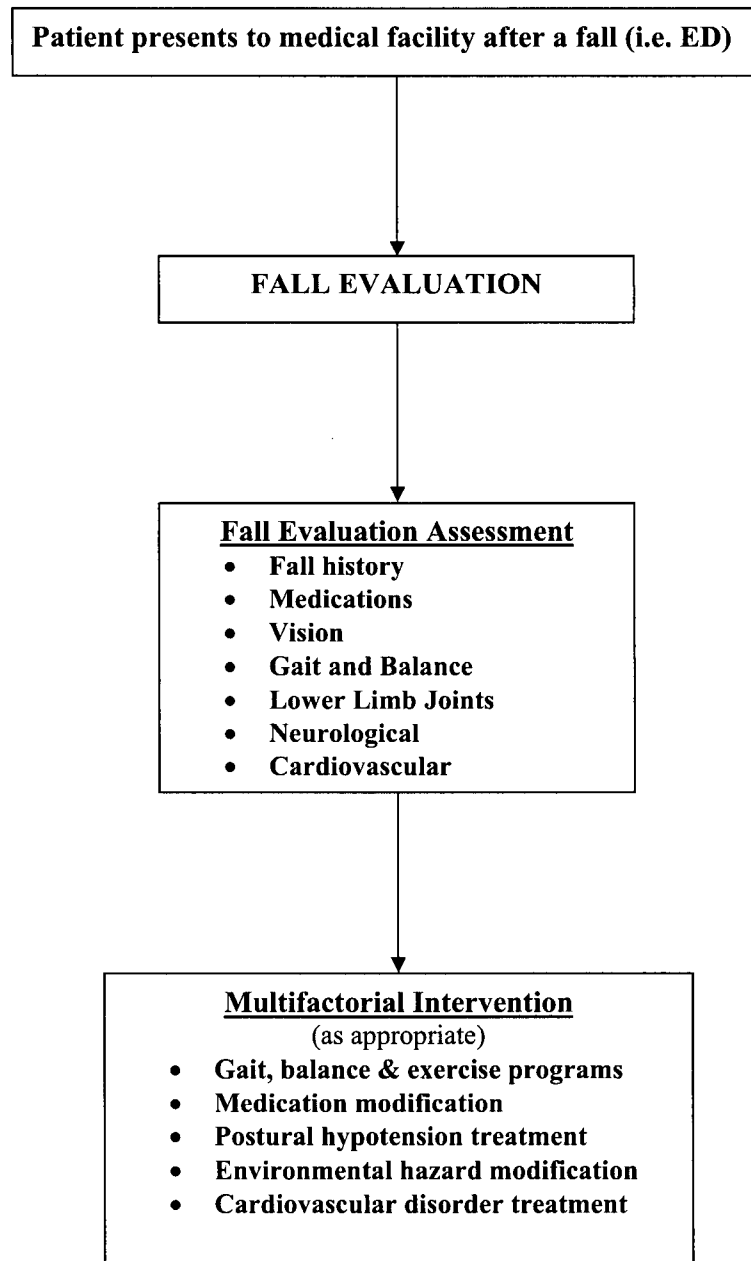 Patient presents to medical facility after a fall (i.e. ED)
FALL EVALUATION
Fall Evaluation Assessment
• Fall history
• Medications
• Vision
• Gait and Balance
• Lower Limb Joints
• Neurological
• Cardiovascular
Multifactorial Intervention
(as appropriate)
• Gait, balance & exercise programs
• Medication modification
• Postural hypotension treatment
• Environmental hazard modification
• Cardiovascular disorder treatment